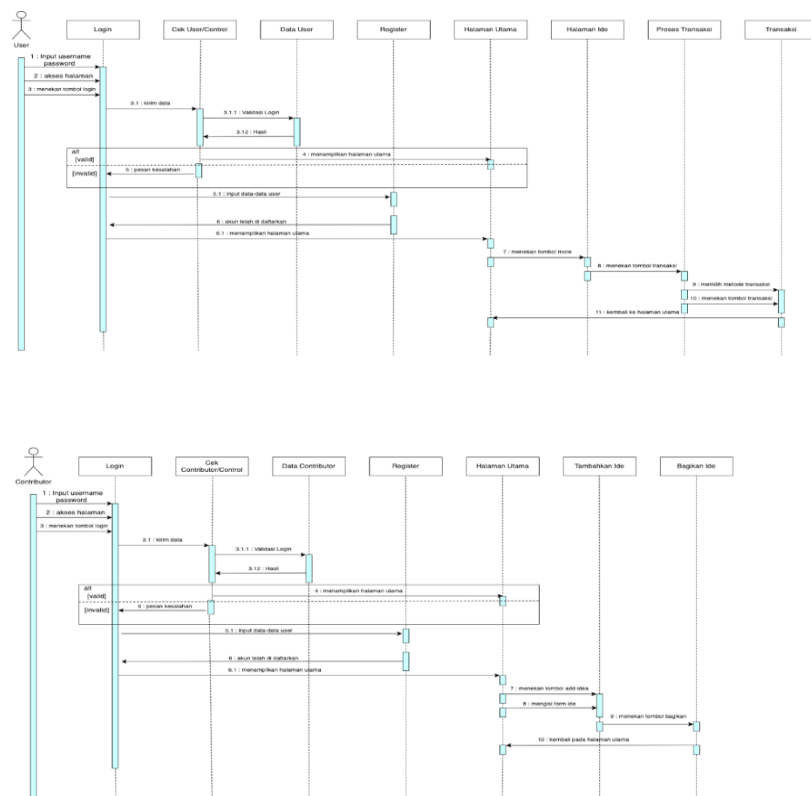 User
Login
Cek User/Control
Data User
Register
Halaman Utama
Halaman Ide
Proses Transaksi
Transaksi
1 : Input username
password
2 : akses halaman
3 : menekan tombol login
3.1 : kirim data
3.1.1 : Validasi Login
3.12 : Hasil
alt
[valid]
4 : menampilkan halaman utama
[invalid]
5 : pesan kesalahan
5.1 : input data-data user
6 : akun telah di daftarkan
6.1 : menampilkan halaman utama
7 : menekan tombol more
8 : menekan tombol transaksi
9 : memilih metode transaksi
10 : menekan tombol transaksi
11 : kembali ke halaman utama
Contributor
Login
Cek
Contributor/Control
Data Contributor
Register
Halaman Utama
Tambahkan Ide
Bagikan Ide
1 : Input username
password
2 : akses halaman
3 : menekan tombol login
3.1 : kirim data
3.1.1 : Validasi Login
3.12 : Hasil
alt
[valid]
4 : menampilkan halaman utama
[invalid]
5 : pesan kesalahan
5.1 : input data-data user
6 : akun telah di daftarkan
6.1 : menampilkan halaman utama
7 : menekan tombol add idea
8 : mengisi form ide
9 : menekan tombol bagikan
10 : kembali pada halaman utama